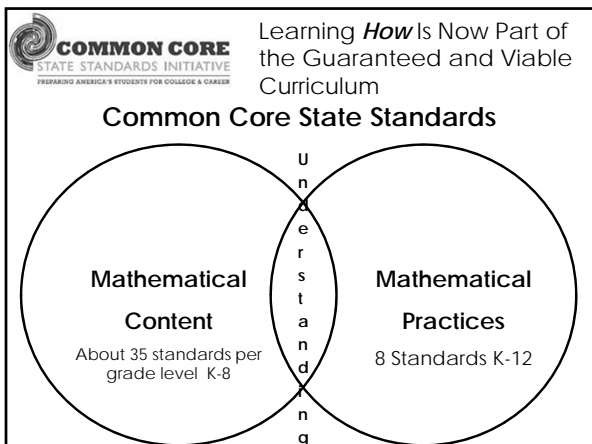 COMMON CORE
STATE STANDARDS INITIATIVE
PREPARING AMERICA'S STUDENTS FOR COLLEGE & CAREER
Learning How Is Now Part of
the Guaranteed and Viable
Curriculum
Common Core State Standards
Understanding
Mathematical
Content
About 35 standards per
grade level K-8
Mathematical
Practices
8 Standards K-12